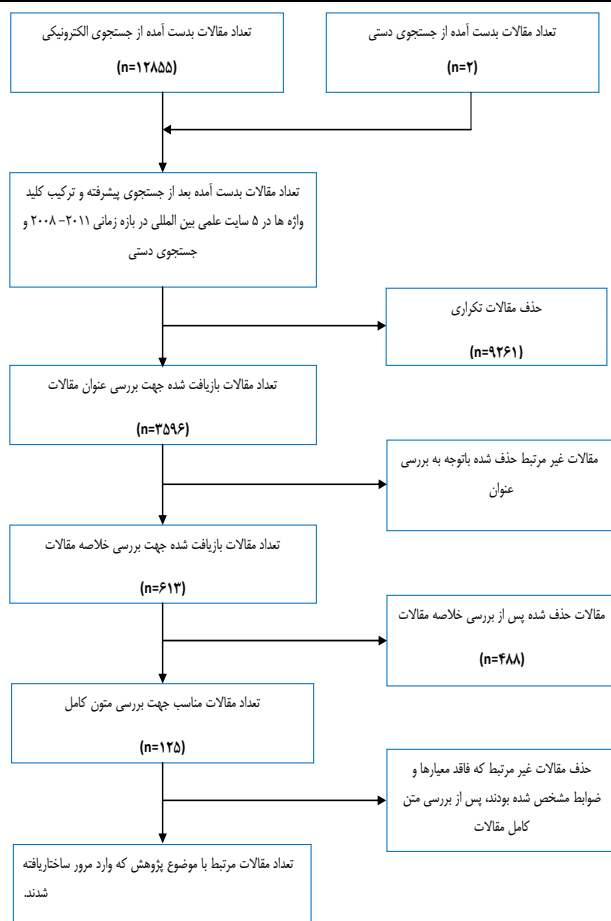 تعداد مقالات بدست آمده از جستجوی دستی
(n=۲)
تعداد مقالات بدست آمده از جستجوی الکترونیکی
(n=۱۲۸۵۵)
تعداد مقالات بدست آمده بعد از جستجوی پیشرفته و ترکیب کلید
واژه ها در ۵ سایت علمی بین المللی در بازه زمانی ۲۰۱۱- ۲۰۰۸ و
جستجوی دستی
حذف مقالات تکراری
(n=۹۲۶۱)
تعداد مقالات بازیافت شده جهت بررسی عنوان مقالات
(n=۳۵۹۶)
مقالات غیر مرتبط حذف شده باتوجه به بررسی
عنوان
تعداد مقالات بازیافت شده جهت بررسی خلاصه مقالات
(n=۶۱۳)
مقالات حذف شده پس از بررسی خلاصه مقالات
(n=۴۸۸)
تعداد مقالات مناسب جهت بررسی متون کامل
(n=۱۲۵)
حذف مقالات غیر مرتبط که فاقد معیارها و
ضوابط مشخص شده بودند، پس از بررسی متن
کامل مقالات
تعداد مقالات مرتبط با موضوع پژوهش که وارد مرور ساختاریافته
شدند.